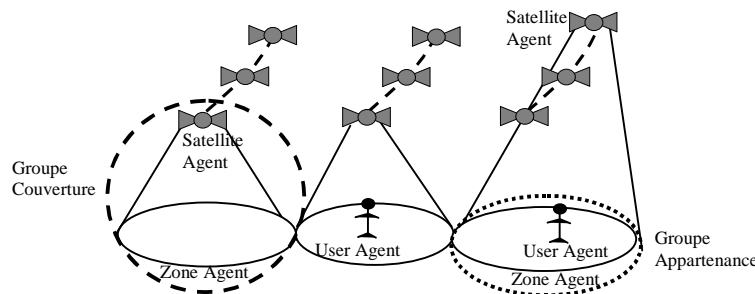 Satellite
Agent
Satellite
Agent
Groupe
Couverture
User Agent
User Agent
Groupe
Appartenance
Zone Agent
Zone Agent